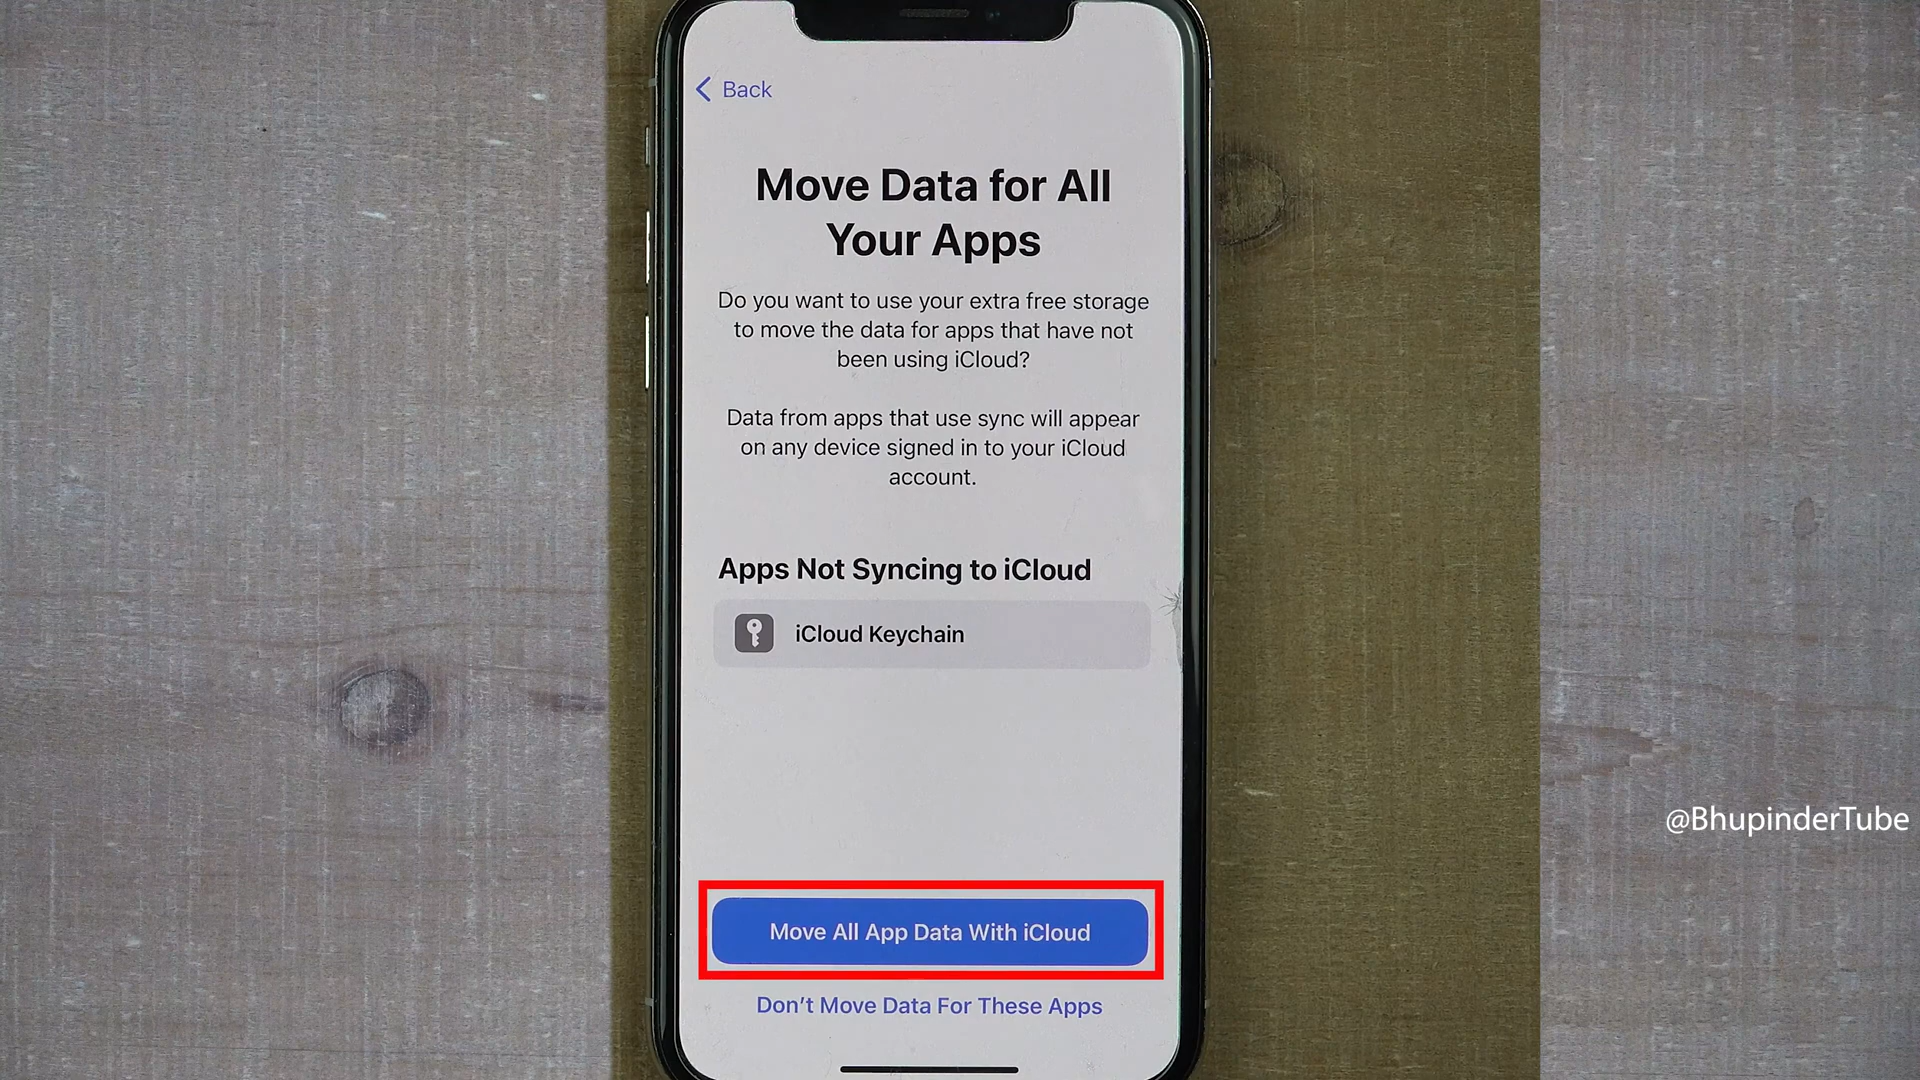 Back
Move Data for All
Your Apps
Do you want to use your extra free storage
to move the data for apps that have not
been using iCloud?
Data from apps that use sync will appear
on any device signed in to your iCloud
account.
Apps Not Syncing to iCloud
iCloud Keychain
@BhupinderTube
Move All App Data With iCloud
Don’t Move Data For These Apps